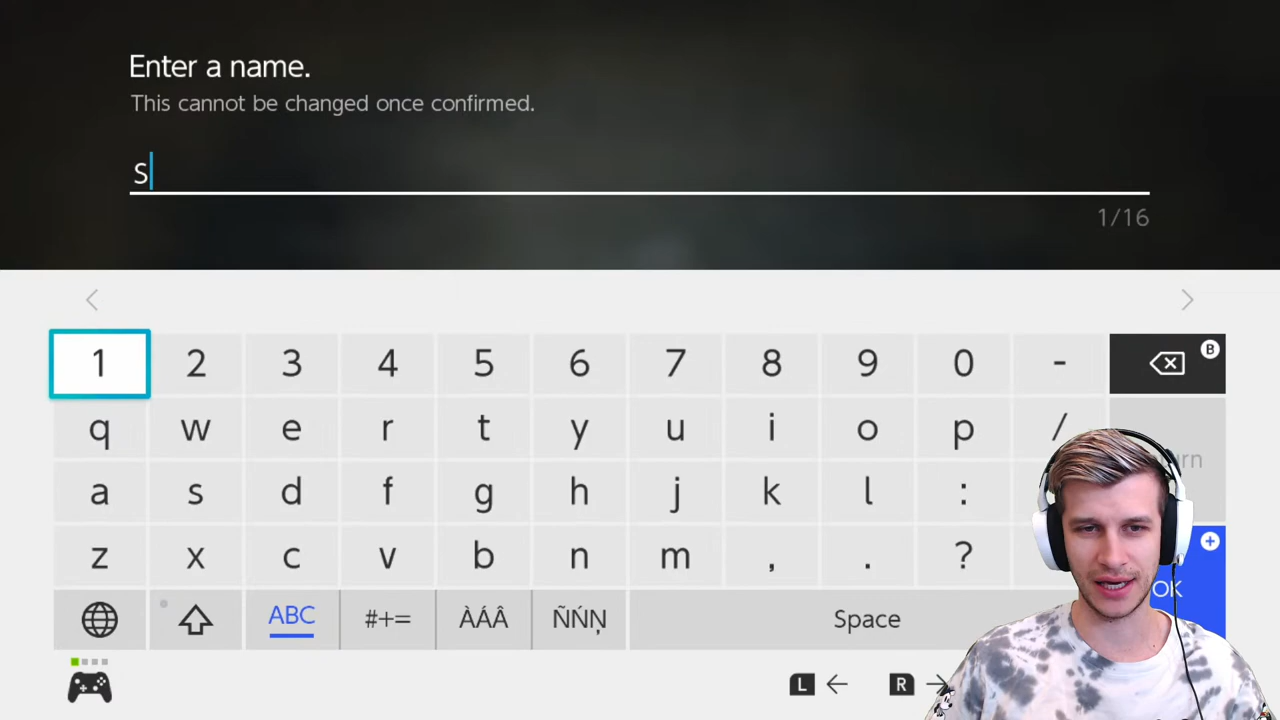 Enter a name.
This cannot be changed once confirmed.
S
1/16
1 2 3 4 5 6 7 8 9 0 - B
q w e r t y u i o p /
a s d f g h j k l :
z x c v b n m , . ? +
ABC #+= ÀÁÂ ÑŃŅ Space OK
L ← R →